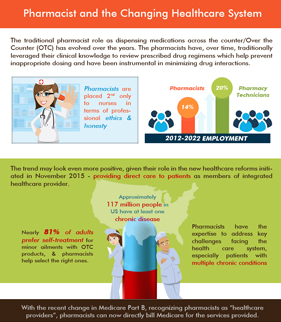 Pharmacist and the Changing Healthcare System
The traditional pharmacist role as dispensing medications across the counter/Over the
Counter (OTC) has evolved over the years. The pharmacists have, over time, traditionally
leveraged their clinical knowledge to review prescribed drug regimens which help prevent
inappropriate dosing and have been instrumental in minimizing drug interactions.
Pharmacists are
placed 2nd only
to nurses in
terms of profes-
sional ethics &
honesty
Pharmacists
14%
20%
Pharmacy
Technicians
2012-2022 EMPLOYMENT
The trend may look even more positive, given their role in the new healthcare reforms initi-
ated in November 2015 - providing direct care to patients as members of integrated
healthcare provider.
Approximately
117 million people in
US have at least one
chronic disease
Nearly 81% of adults
prefer self-treatment for
minor ailments with OTC
products, & pharmacists
help select the right ones.
Pharmacists have
the expertise to address key
challenges facing
the health care system,
especially patients with
multiple chronic conditions
With the recent change in Medicare Part B, recognizing pharmacists as "healthcare
providers", pharmacists can now directly bill Medicare for the services provided.